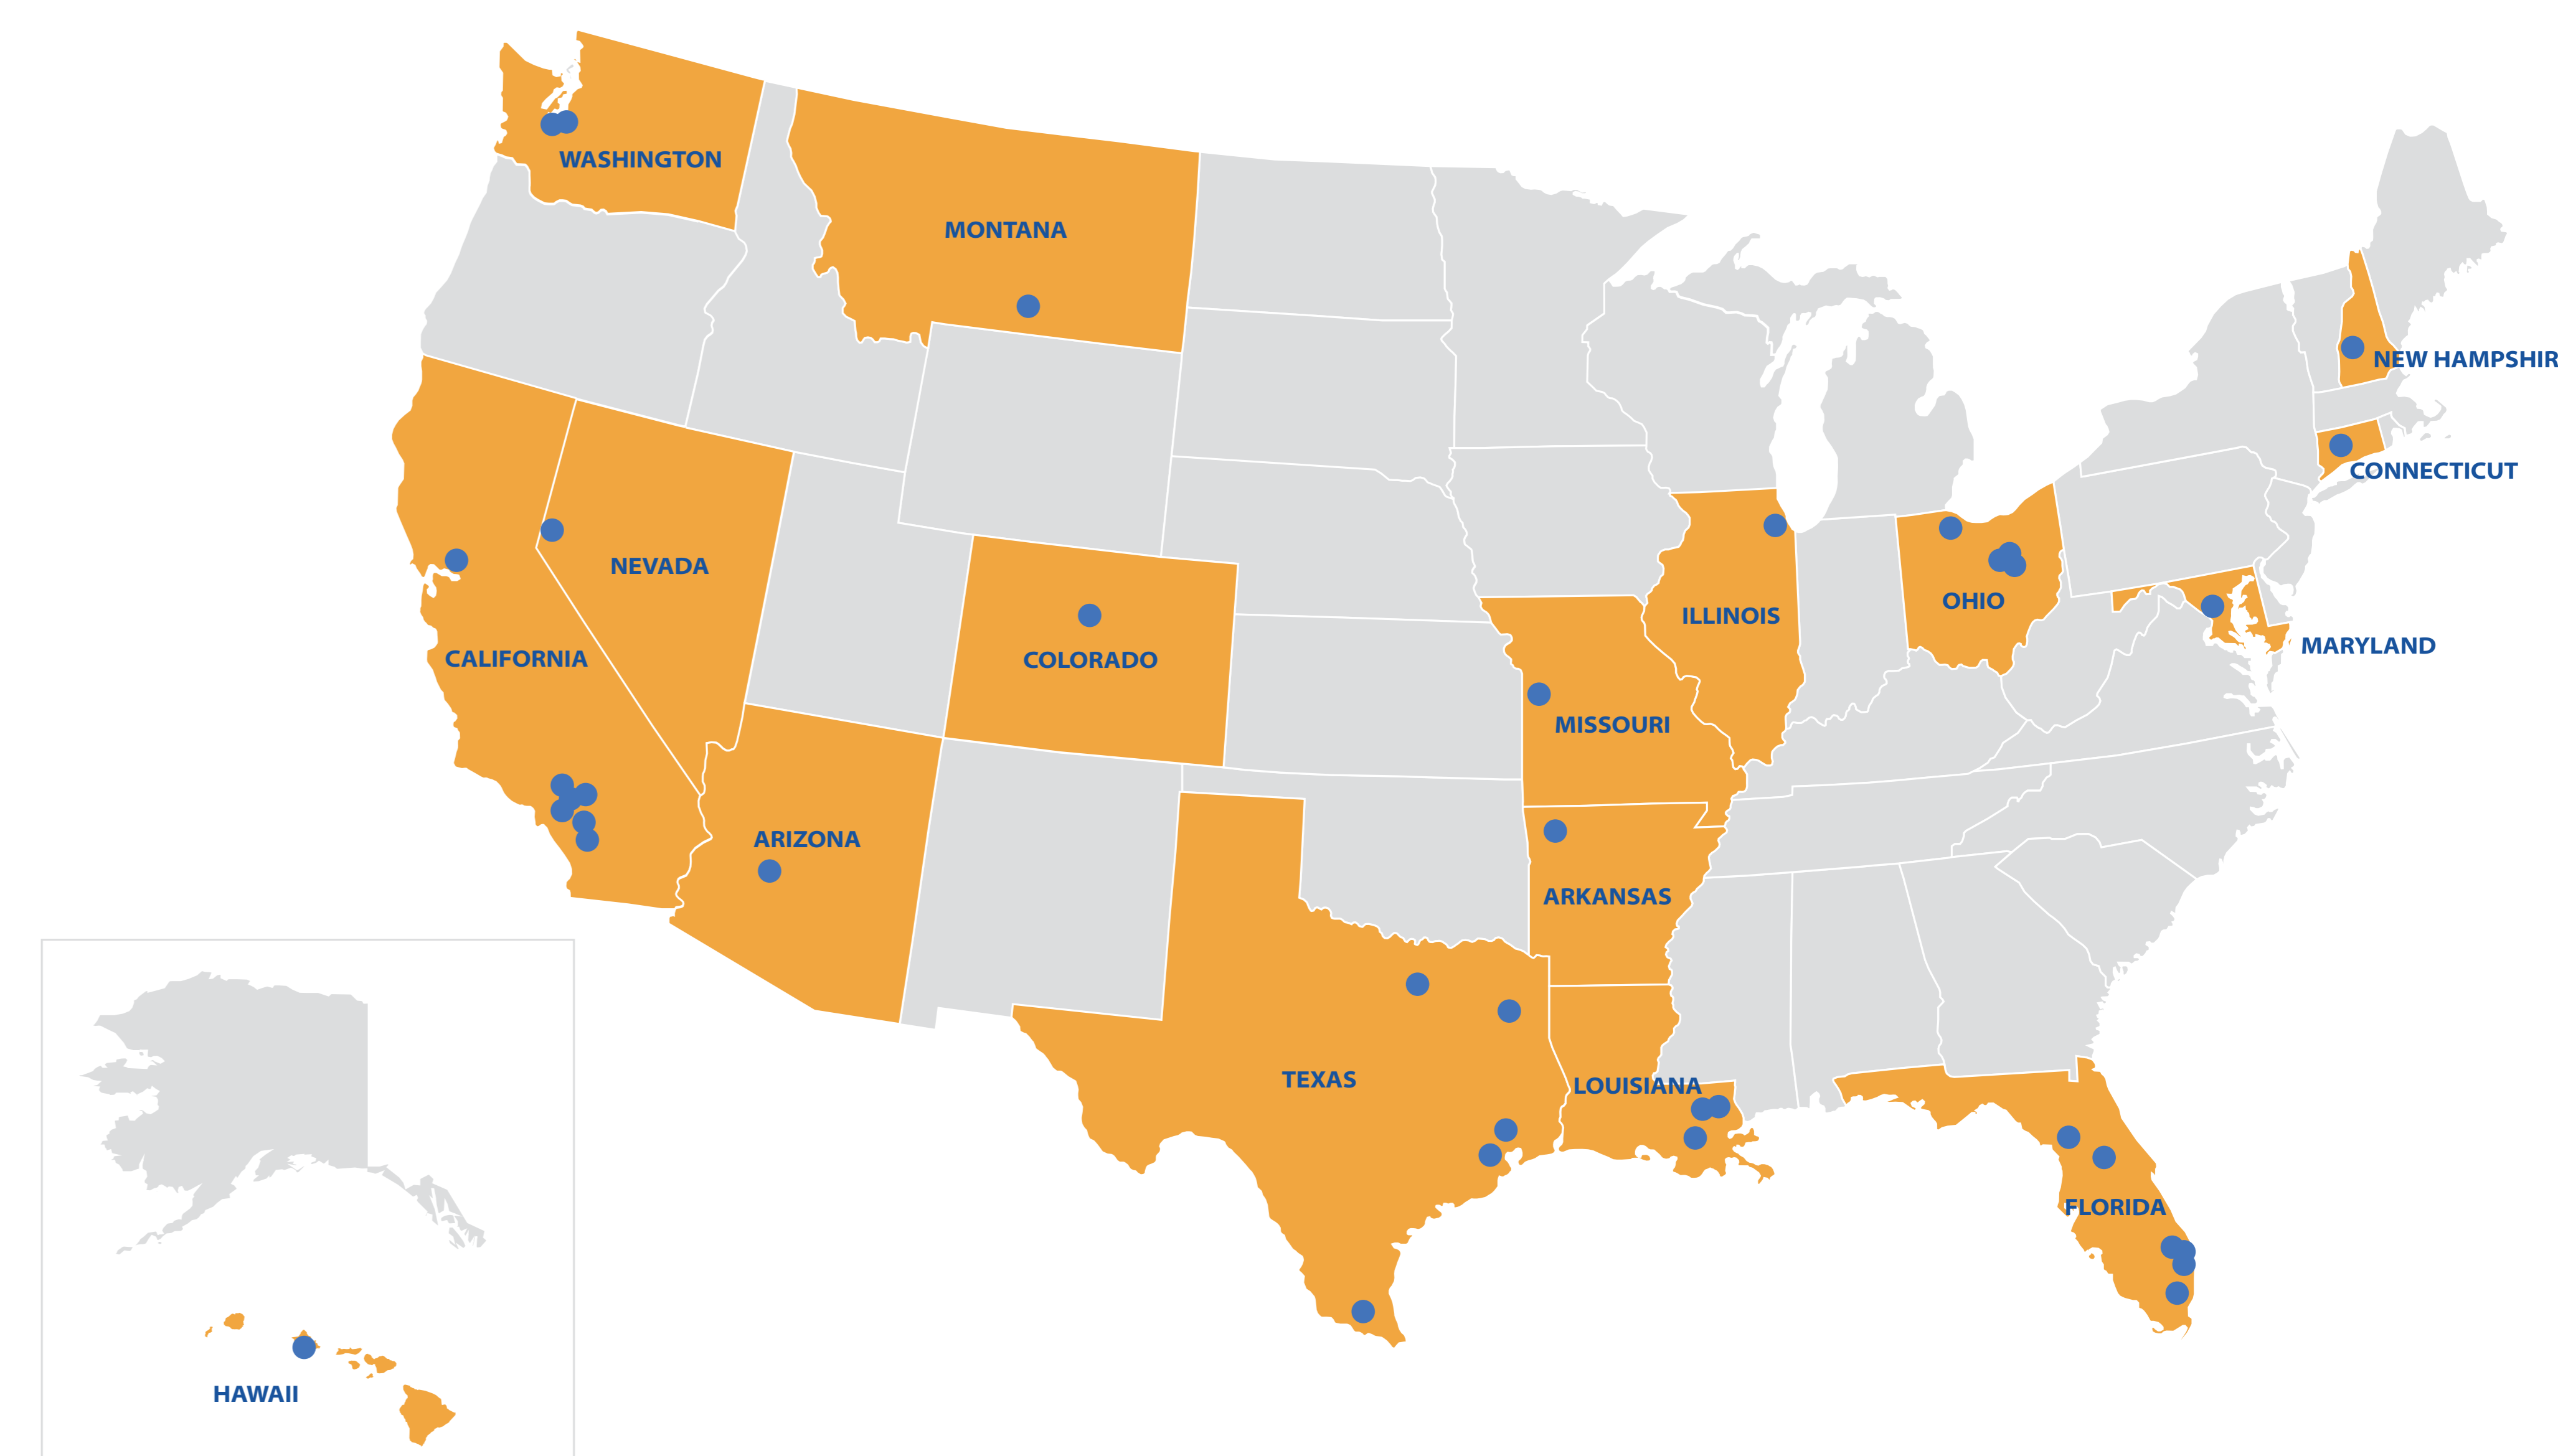 WASHINGTON
MONTANA
NEW HAMPSHIR
CONNECTICUT
NEVADA
ILLINOIS
OHIO
MARYLAND
CALIFORNIA
COLORADO
MISSOURI
ARIZONA
ARKANSAS
TEXAS
LOUISIANA
FLORIDA
HAWAII